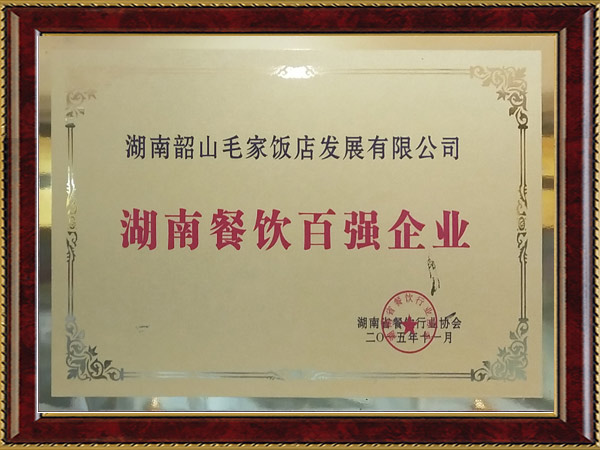 湖南韶山毛家饭店发展有限公司
湖南餐饮百强企业
湖南省餐饮行业协会
二〇一五年十一月